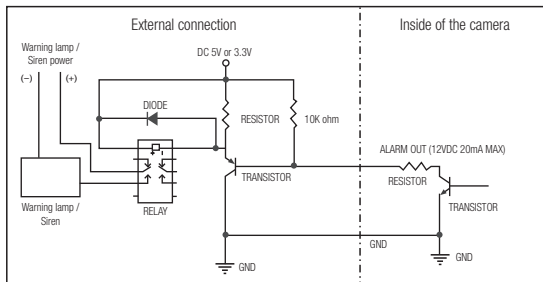 External connection
Inside of the camera
Warning lamp /
Siren power
(−)
(+)
DC 5V or 3.3V
DIODE
RESISTOR
10K ohm
ALARM OUT (12VDC 20mA MAX)
RESISTOR
TRANSISTOR
TRANSISTOR
Warning lamp /
Siren
RELAY
GND
GND
GND